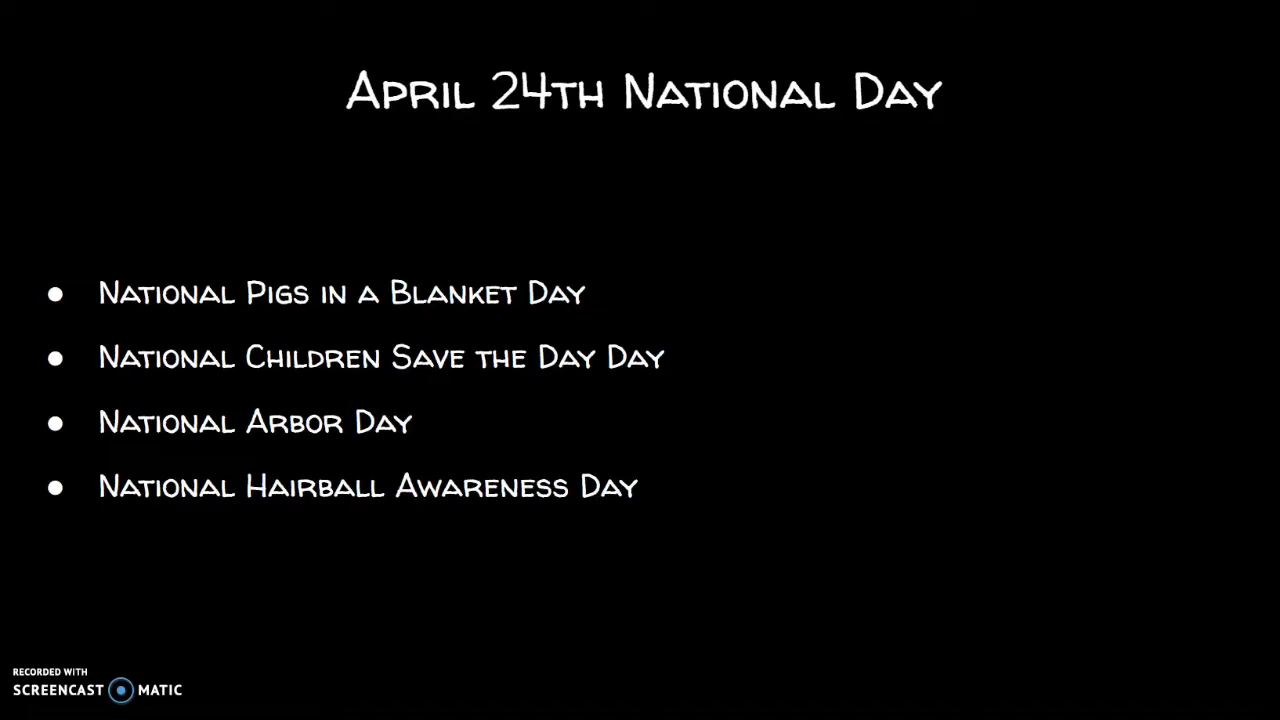 April 24th National Day
● National Pigs in a Blanket Day
● National Children Save the Day Day
● National Arbor Day
● National Hairball Awareness Day
RECORDED WITH
SCREENCAST MATIC